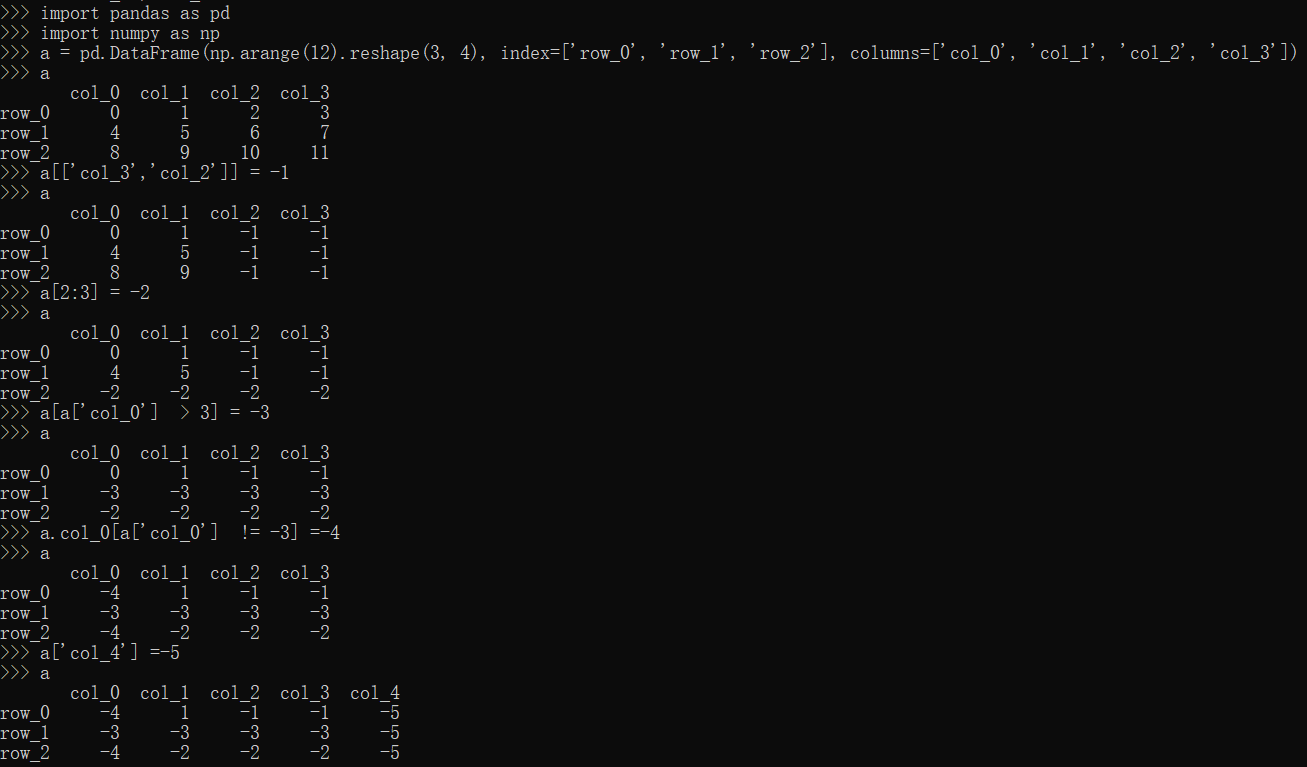 >>> import pandas as pd
>>> import numpy as np
>>> a = pd.DataFrame(np.arange(12).reshape(3, 4), index=['row_0', 'row_1', 'row_2'], columns=['col_0', 'col_1', 'col_2', 'col_3'])
>>> a
       col_0  col_1  col_2  col_3
row_0      0      1      2      3
row_1      4      5      6      7
row_2      8      9     10     11
>>> a[['col_3','col_2']] = -1
>>> a
       col_0  col_1  col_2  col_3
row_0      0      1     -1     -1
row_1      4      5     -1     -1
row_2      8      9     -1     -1
>>> a[2:3] = -2
>>> a
       col_0  col_1  col_2  col_3
row_0      0      1     -1     -1
row_1      4      5     -1     -1
row_2     -2     -2     -2     -2
>>> a[a['col_0']  > 3] = -3
>>> a
       col_0  col_1  col_2  col_3
row_0      0      1     -1     -1
row_1     -3     -3     -3     -3
row_2     -2     -2     -2     -2
>>> a.col_0[a['col_0']  != -3] =-4
>>> a
       col_0  col_1  col_2  col_3
row_0     -4      1     -1     -1
row_1     -3     -3     -3     -3
row_2     -4     -2     -2     -2
>>> a['col_4'] =-5
>>> a
       col_0  col_1  col_2  col_3  col_4
row_0     -4      1     -1     -1     -5
row_1     -3     -3     -3     -3     -5
row_2     -4     -2     -2     -2     -5